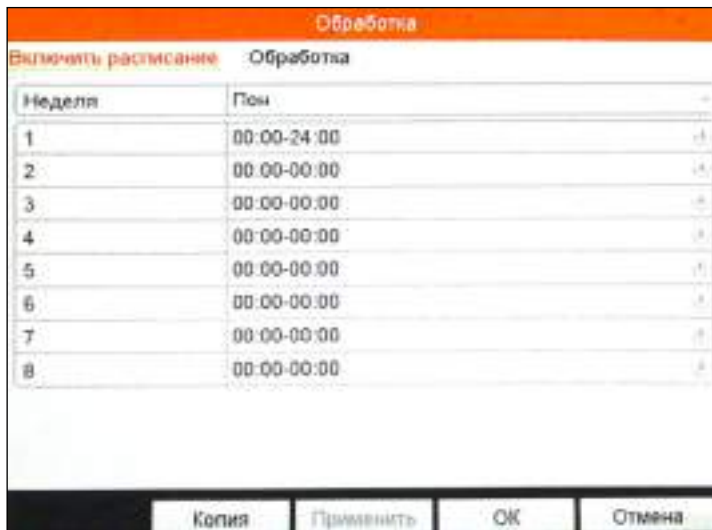 Обработка
Включить расписание Обработка
Неделя Пон
1 00:00-24:00
2 00:00-00:00
3 00:00-00:00
4 00:00-00:00
5 00:00-00:00
6 00:00-00:00
7 00:00-00:00
8 00:00-00:00
Копия Применить ОК Отмена